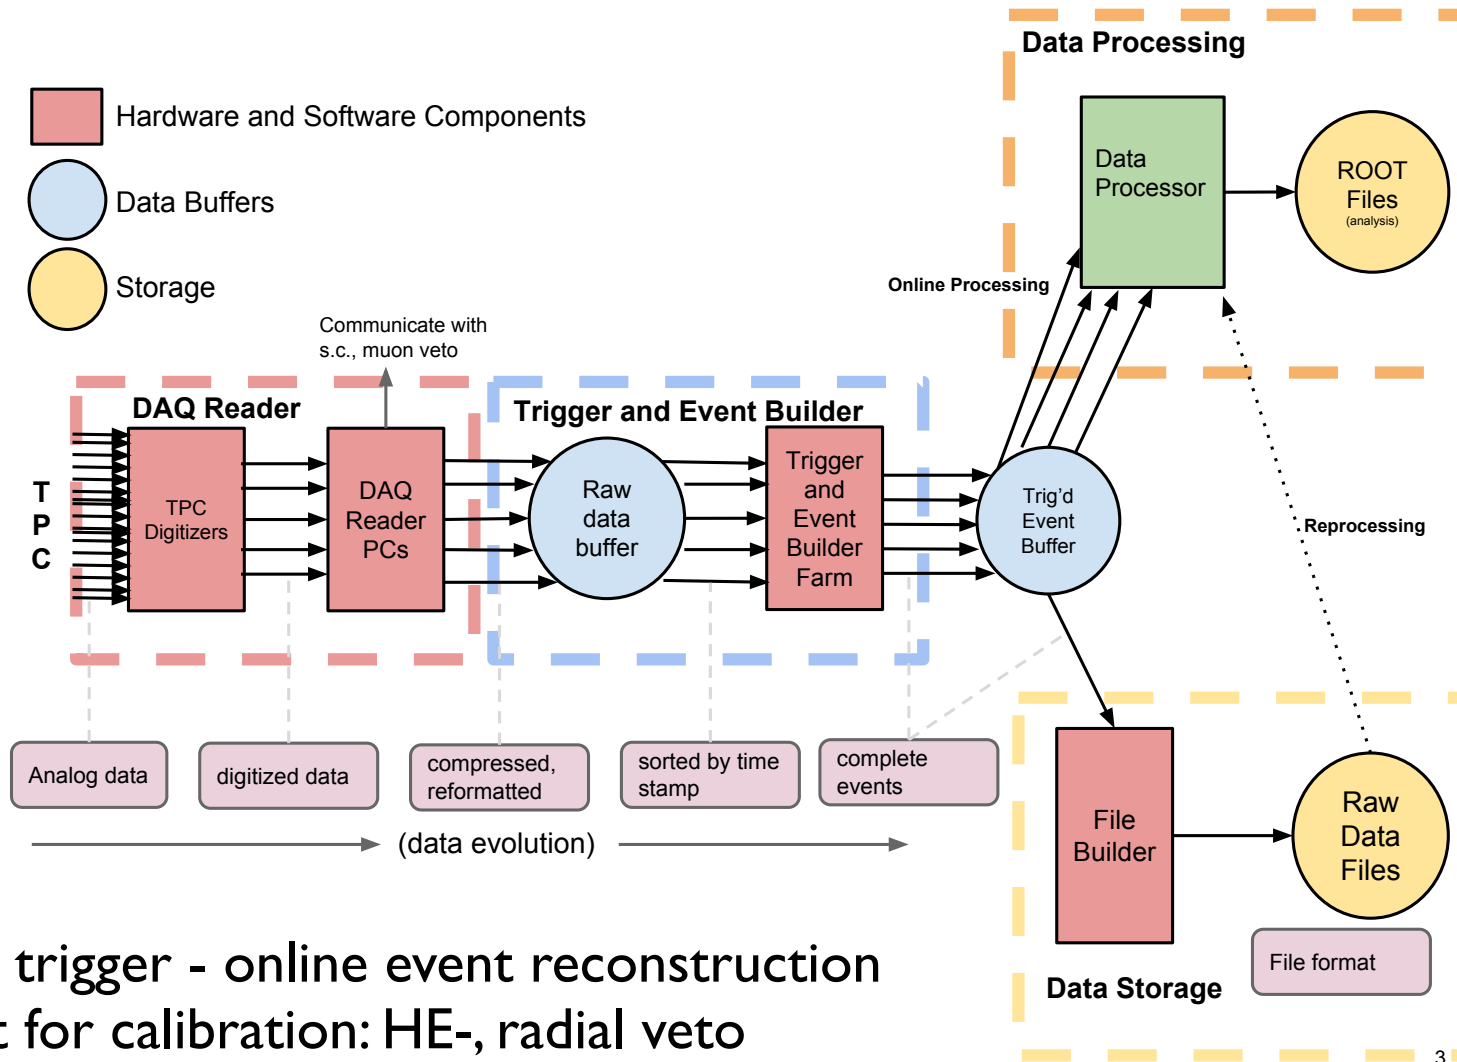 Data Processing
Hardware and Software Components
Data Buffers
Storage
Data
Processor
ROOT
Files
(analysis)
Online Processing
Communicate with
s.c., muon veto
DAQ Reader
Trigger and Event Builder
T
P
C
TPC
Digitizers
DAQ
Reader
PCs
Raw
data
buffer
Trigger
and
Event
Builder
Farm
Trig’d
Event
Buffer
Reprocessing
Analog data
digitized data
compressed,
reformatted
sorted by time
stamp
complete
events
(data evolution)
File
Builder
Raw
Data
Files
File format
Data Storage
trigger - online event reconstruction
t for calibration: HE-, radial veto
3